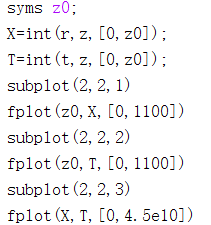 syms z0;
X=int(r,z,[0,z0]);
T=int(t,z,[0,z0]);
subplot(2,2,1)
fplot(z0,X,[0,1100])
subplot(2,2,2)
fplot(z0,T,[0,1100])
subplot(2,2,3)
fplot(X,T,[0,4.5e10])